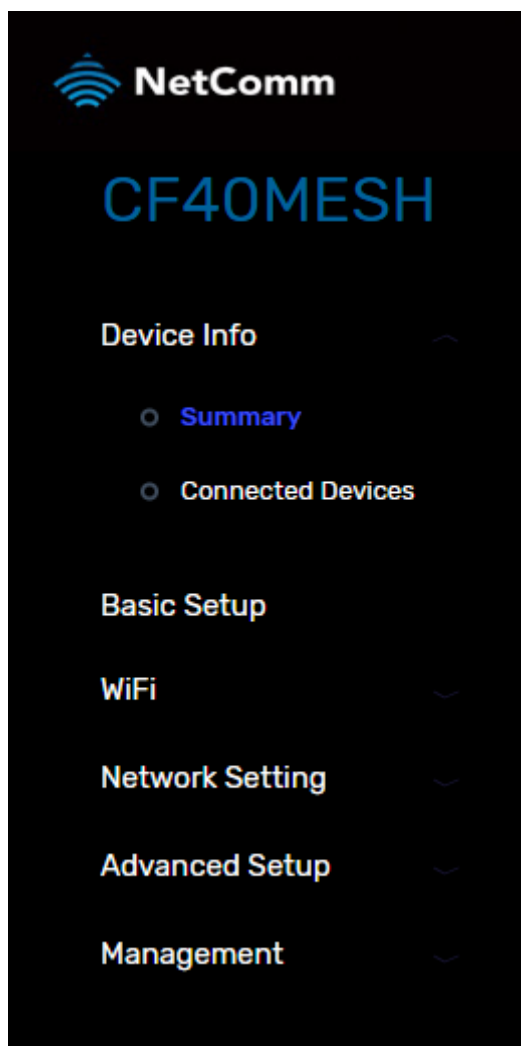 NetComm
CF40MESH
Device Info
Summary
Connected Devices
Basic Setup
WiFi
Network Setting
Advanced Setup
Management